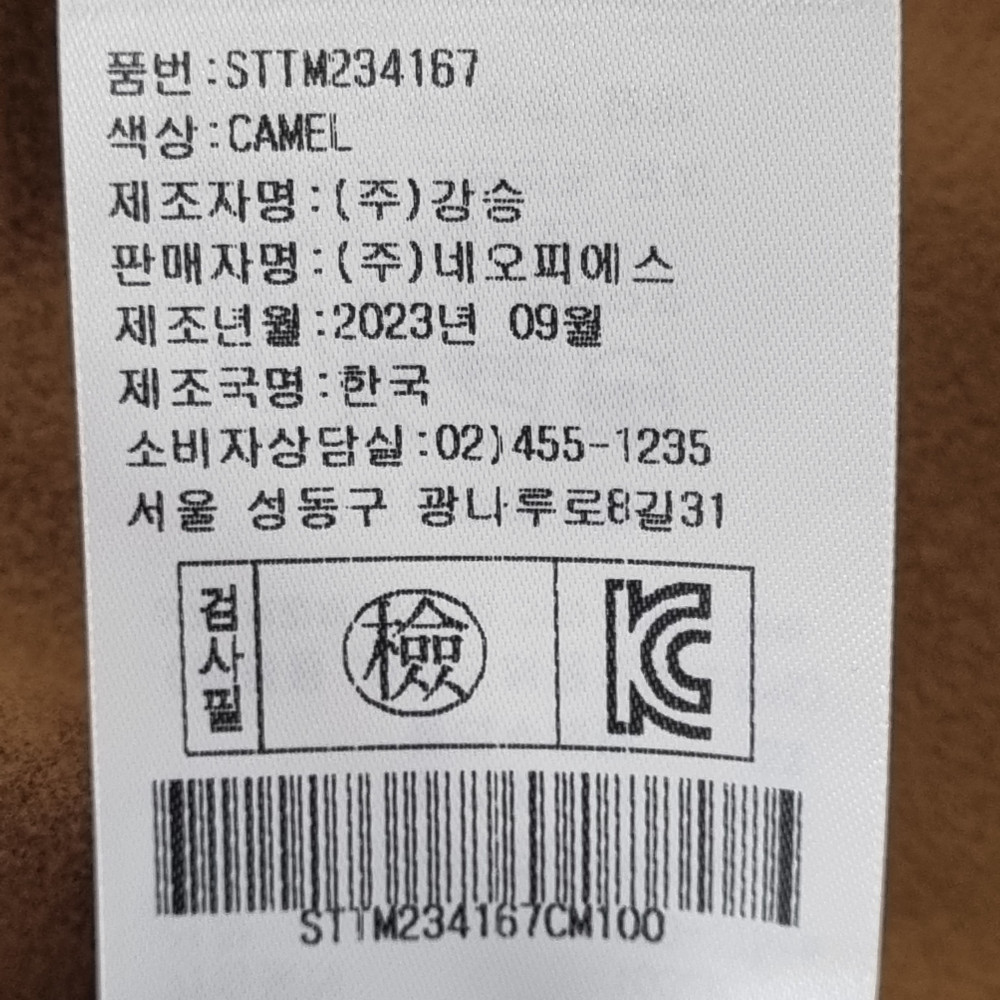 품번:STTM234167
색상:CAMEL
제조자명:(주)강승
판매자명:(주)네오피에스
제조년월:2023년 09월
제조국명:한국
소비자상담실:02)455-1235
서울 성동구 광나루로8길31
검사필
檢
KC
STTM234167CM100